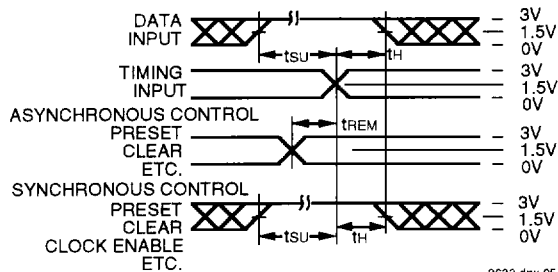 DATA
INPUT
tSU
tH
3V
1.5V
0V
TIMING
INPUT
3V
1.5V
0V
ASYNCHRONOUS CONTROL
PRESET
CLEAR
ETC.
tREM
3V
1.5V
0V
SYNCHRONOUS CONTROL
PRESET
CLEAR
CLOCK ENABLE
ETC.
tSU
tH
3V
1.5V
0V